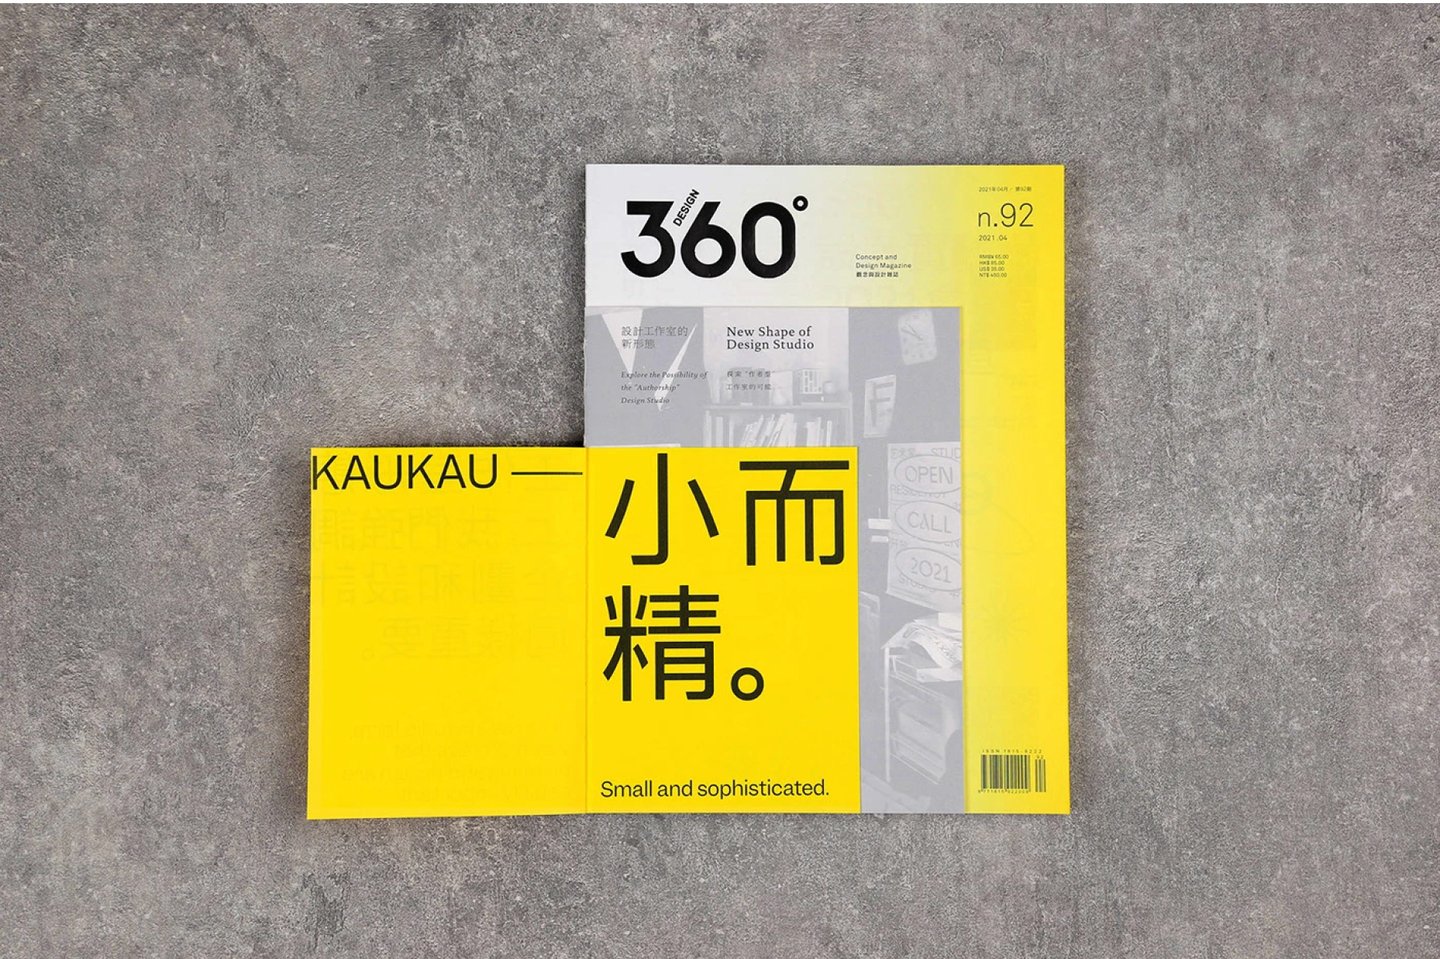 DESIGN
360°
Concept and
Design Magazine
觀念與設計雜誌
2021年04月 / 第92期
n.92
2021 .04
RMB¥ 65.00
HK$ 85.00
US$ 35.00
NT$ 450.00
設計工作室的
新形態
New Shape of
Design Studio
Explore the Possibility of
the "Authorship"
Design Studio
探索“作者型”
工作室的可能
F
OPEN
CALL
2021
KAUKAU —
小而
精。
Small and sophisticated.
ISSN 1815-8222